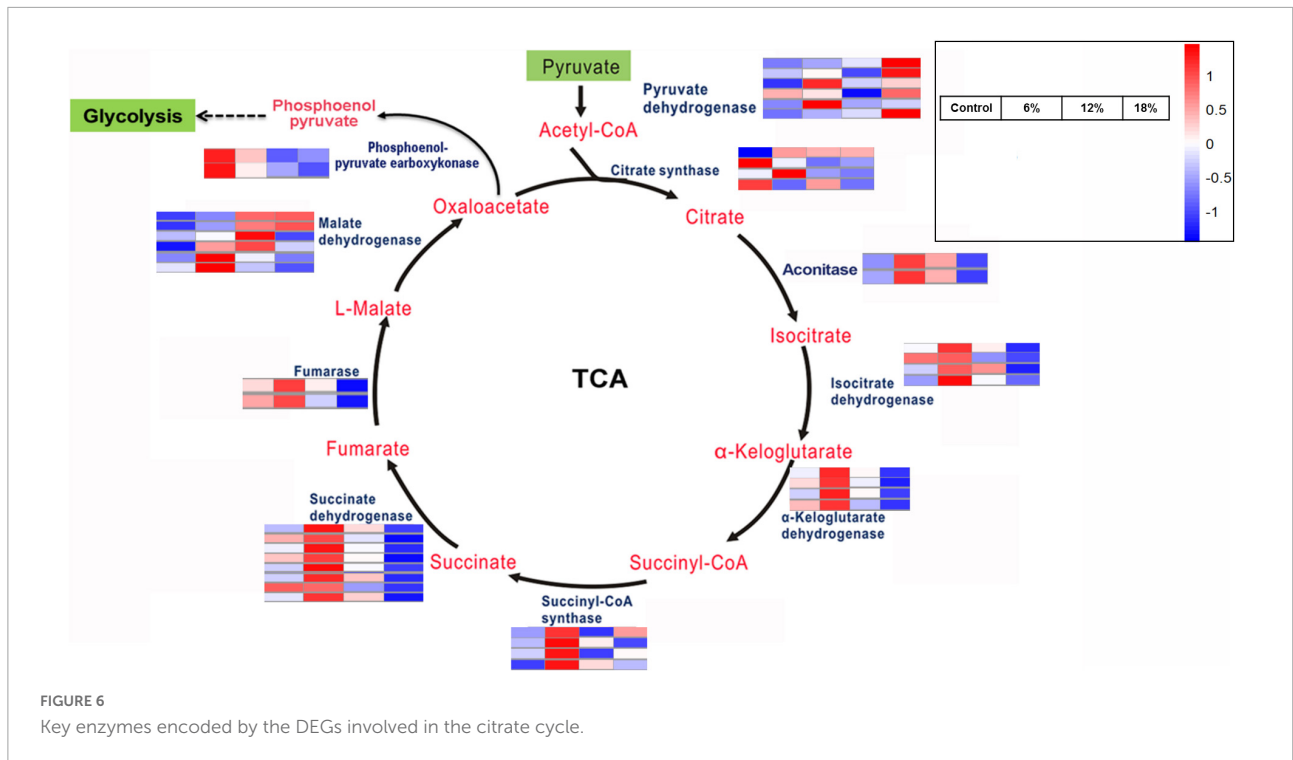 Pyruvate
Pyruvate
dehydrogenase
Acetyl-CoA
Glycolysis
Phosphoenol
pyruvate
Phosphoenol-
pyruvate earboxykonase
Citrate synthase
Oxaloacetate
Citrate
Malate
dehydrogenase
Aconitase
L-Malate
Isocitrate
Isocitrate
dehydrogenase
TCA
Fumarase
Fumarate
α-Keloglutarate
α-Keloglutarate
dehydrogenase
Succinate
dehydrogenase
Succinate
Succinyl-CoA
Succinyl-CoA
synthase
Control 6% 12% 18%
1
0.5
0
-0.5
-1
FIGURE 6
Key enzymes encoded by the DEGs involved in the citrate cycle.